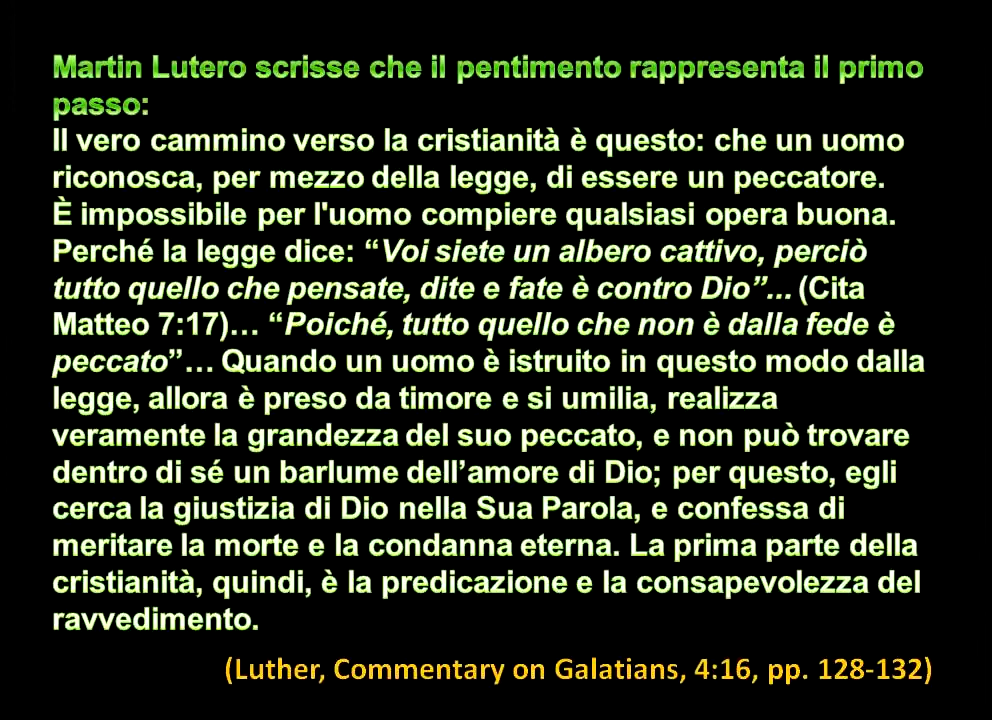 Martin Lutero scrisse che il pentimento rappresenta il primo
passo:
Il vero cammino verso la cristianità è questo: che un uomo
riconosca, per mezzo della legge, di essere un peccatore.
È impossibile per l'uomo compiere qualsiasi opera buona.
Perché la legge dice: “Voi siete un albero cattivo, perciò
tutto quello che pensate, dite e fate è contro Dio”... (Cita
Matteo 7:17)… “Poiché, tutto quello che non è dalla fede è
peccato”… Quando un uomo è istruito in questo modo dalla
legge, allora è preso da timore e si umilia, realizza
veramente la grandezza del suo peccato, e non può trovare
dentro di sé un barlume dell’amore di Dio; per questo, egli
cerca la giustizia di Dio nella Sua Parola, e confessa di
meritare la morte e la condanna eterna. La prima parte della
cristianità, quindi, è la predicazione e la consapevolezza del
ravvedimento.
(Luther, Commentary on Galatians, 4:16, pp. 128-132)